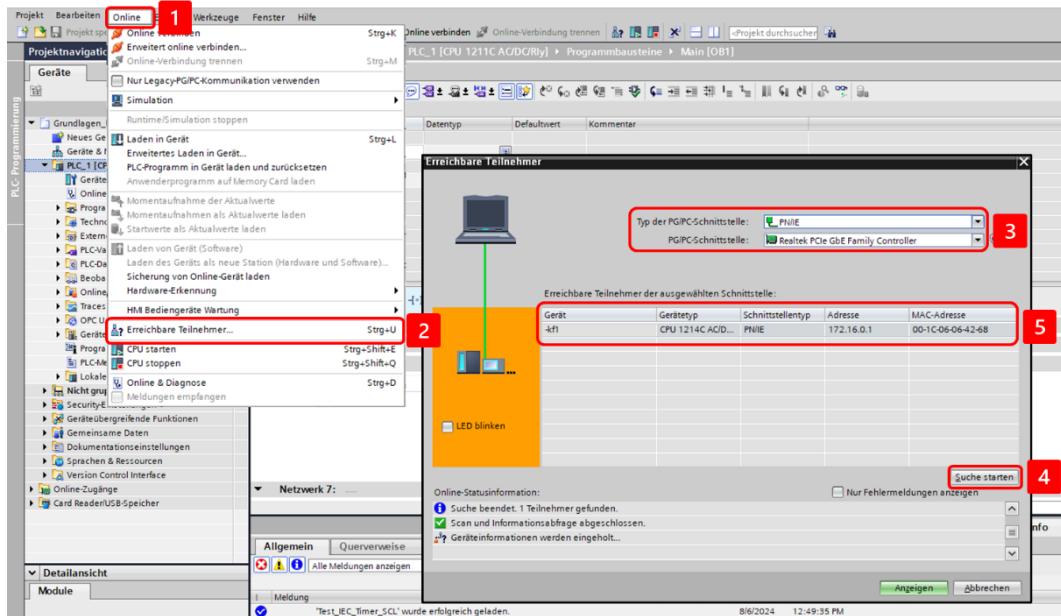 Projekt Bearbeiten Online Werkzeuge Fenster Hilfe
1
Projekt Online verbinden Online-Verbindung trennen <Projekt durchsuchen>
Projektnavigatio PLC_1 [CPU 1211C AC/DC/Rly] Programmbausteine Main [OB1]
Geräte
PLC-Programmierung
Online verbinden Strg+K
Erweitert online verbinden...
Online-Verbindung trennen Strg+M
Nur Legacy-PG/PC-Kommunikation verwenden
Simulation
Runtime/Simulation stoppen
Laden in Gerät Strg+L
Erweitertes Laden in Gerät...
PLC-Programm in Gerät laden und zurücksetzen
Anwenderprogramm auf Memory Card laden
Momentaufnahme der Aktualwerte
Momentaufnahmen als Aktualwerte laden
Startwerte als Aktualwerte laden
Laden von Gerät (Software)
Laden des Geräts als neue Station (Hardware und Software)...
Sicherung von Online-Gerät laden
Hardware-Erkennung
HMI Bediengeräte Wartung
Erreichbare Teilnehmer... Strg+U
2
CPU starten Strg+Shift+E
CPU stoppen Strg+Shift+Q
Online & Diagnose Strg+D
Meldungen empfangen
Grundlagen_
Neues Ge
Geräte &
PLC_1 [CP
Geräte
Online
Progra
Techno
Extern
PLC-Va
PLC-Da
Beoba
Online
Traces
OPC U
Geräte
Progra
PLC-Me
Lokale
Nicht grup
Security-Einstellungen
Geräteübergreifende Funktionen
Gemeinsame Daten
Dokumentationseinstellungen
Sprachen & Ressourcen
Version Control Interface
Online-Zugänge
Card Reader/USB-Speicher
Detailansicht
Module
Datentyp Defaultwert Kommentar
Erreichbare Teilnehmer
Typ der PG/PC-Schnittstelle: PN/IE
PG/PC-Schnittstelle: Realtek PCIe GbE Family Controller
3
Erreichbare Teilnehmer der ausgewählten Schnittstelle:
Gerät Gerätetyp Schnittstellentyp Adresse MAC-Adresse
-kf1 CPU 1214C AC/D... PN/IE 172.16.0.1 00-1C-06-06-42-68
5
LED blinken
Suche starten
4
Online-Statusinformation:
Nur Fehlermeldungen anzeigen
Suche beendet. 1 Teilnehmer gefunden.
Scan und Informationsabfrage abgeschlossen.
Geräteinformationen werden eingeholt...
Anzeigen Abbrechen
Netzwerk 7:
nfo
Allgemein Querverweise
Alle Meldungen anzeigen
! Meldung
'Test_IEC_Timer_SCL' wurde erfolgreich geladen. 8/6/2024 12:49:35 PM